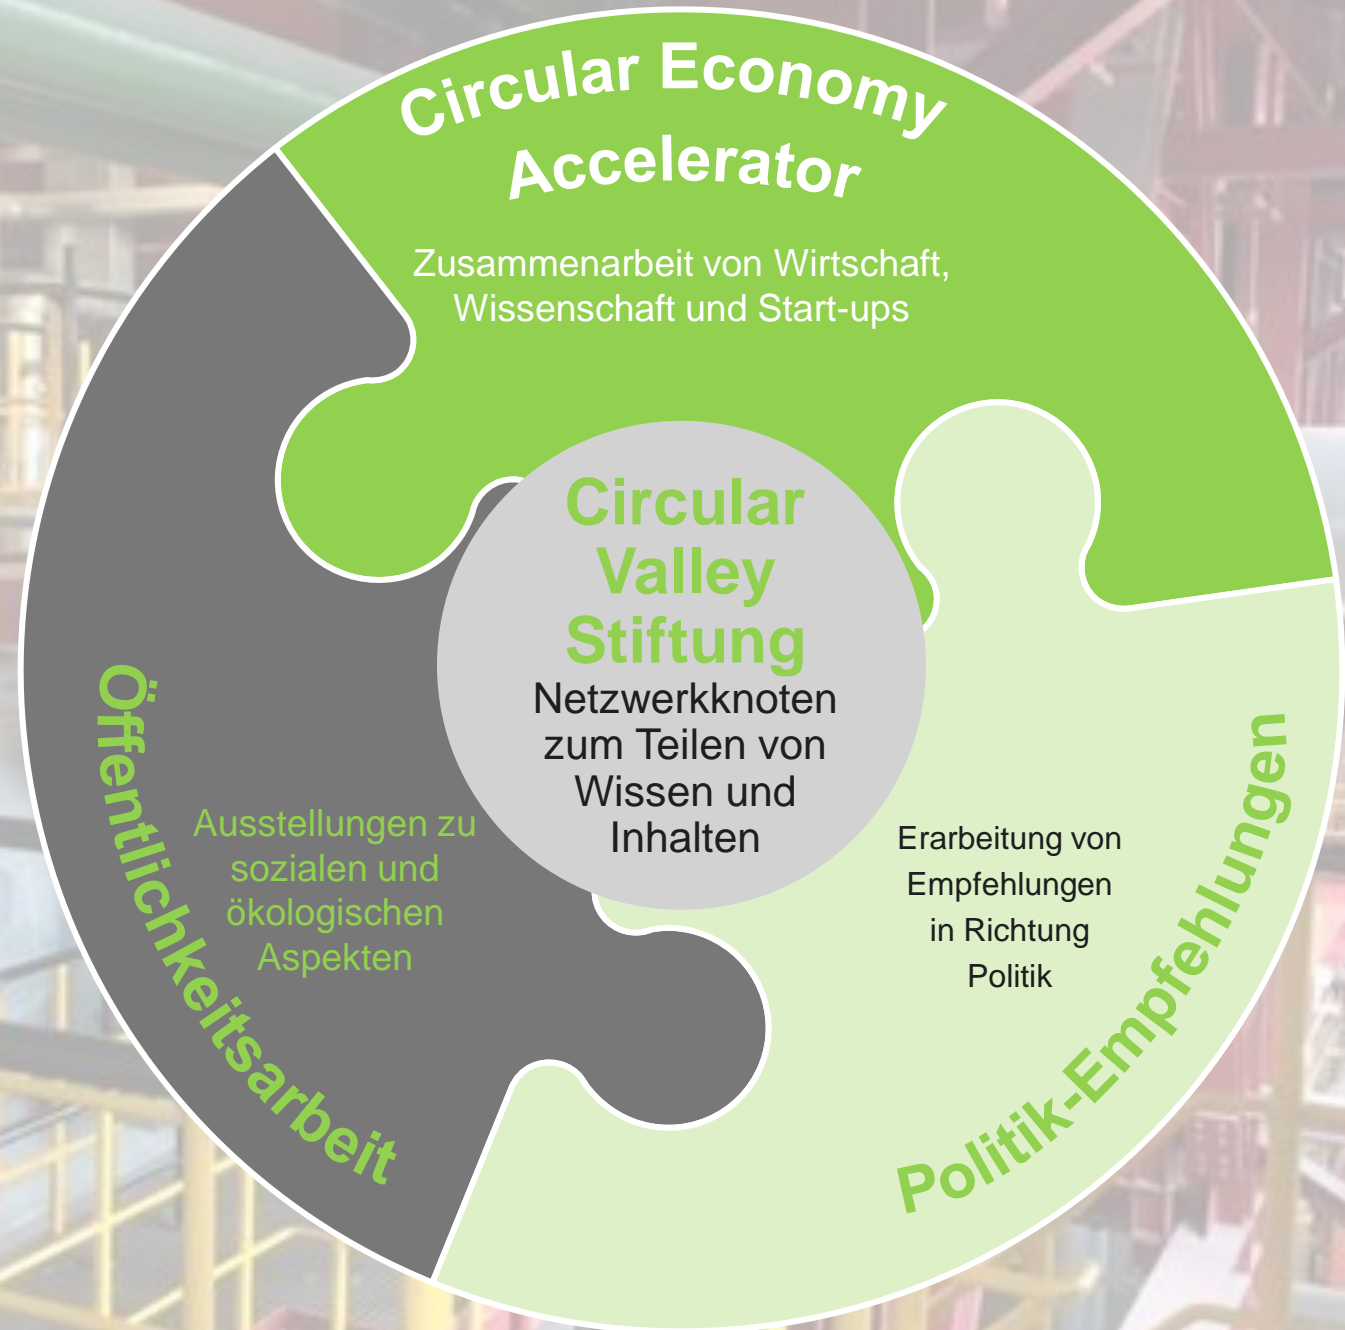 Circular Economy
Accelerator
Zusammenarbeit von Wirtschaft,
Wissenschaft und Start-ups
Circular
Valley
Stiftung
Netzwerkknoten
zum Teilen von
Wissen und
Inhalten
Öffentlichkeitsarbeit
Ausstellungen zu
sozialen und
ökologischen
Aspekten
Erarbeitung von
Empfehlungen
in Richtung
Politik
Politik-Empfehlungen